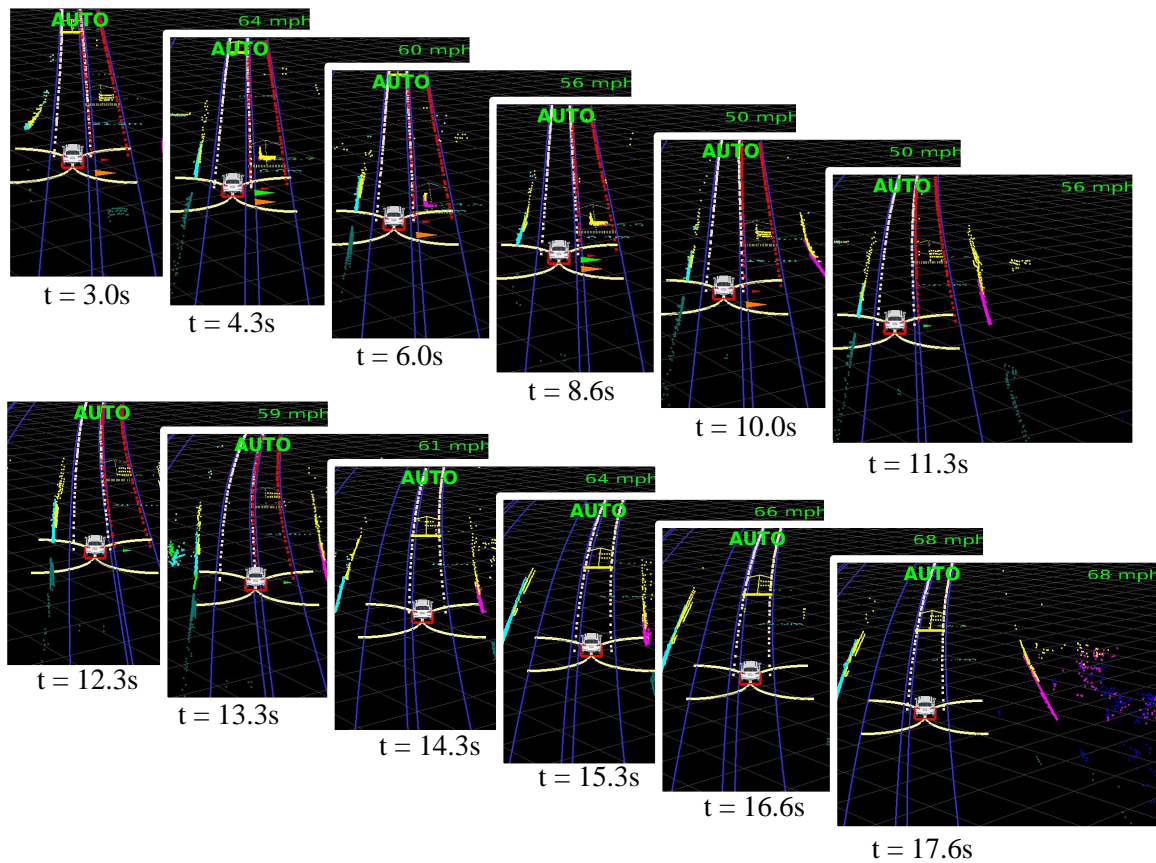 AUTO 64 mph
t = 3.0s
AUTO 60 mph
t = 4.3s
AUTO 56 mph
t = 6.0s
AUTO 50 mph
t = 8.6s
AUTO 50 mph
t = 10.0s
AUTO 56 mph
t = 11.3s
AUTO 59 mph
t = 12.3s
AUTO 61 mph
t = 13.3s
AUTO 64 mph
t = 14.3s
AUTO 66 mph
t = 15.3s
AUTO 68 mph
t = 16.6s
AUTO 68 mph
t = 17.6s